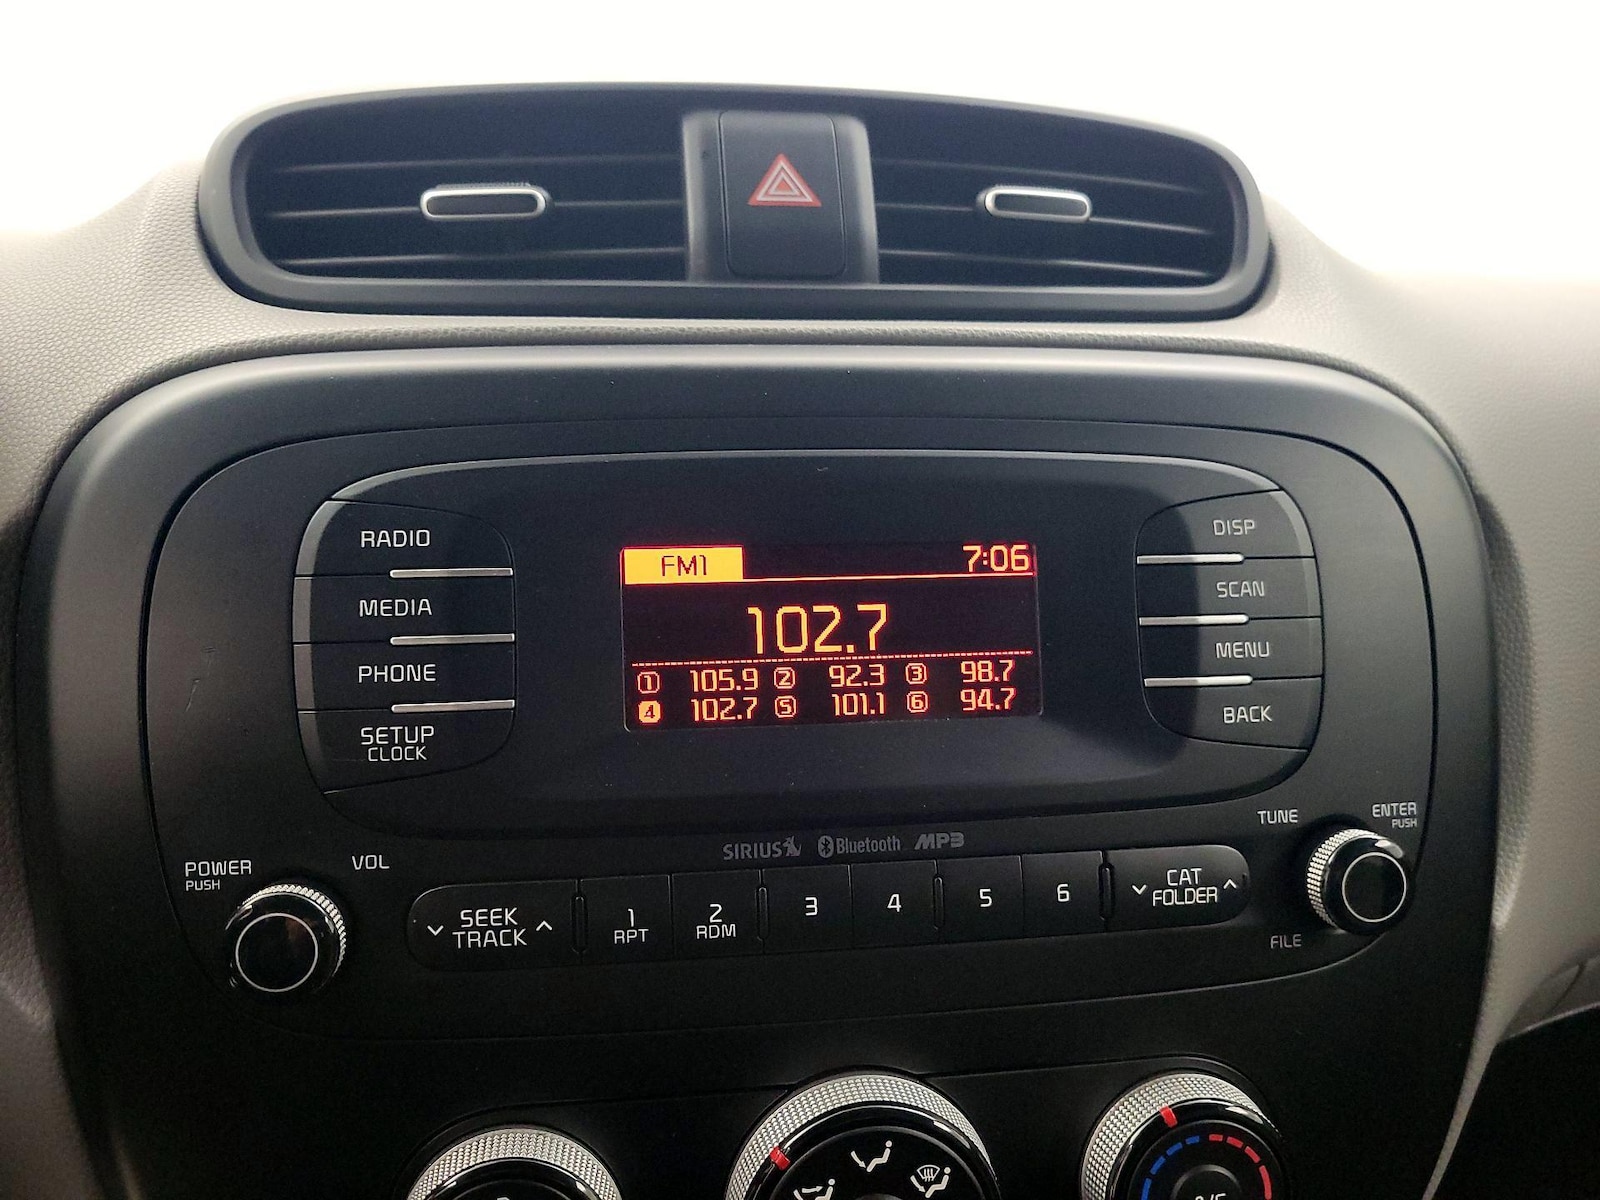 RADIO
MEDIA
PHONE
SETUP
CLOCK
FM1 7:06
102.7
1 105.9 2 92.3 3 98.7
4 102.7 5 101.1 6 94.7
DISP
SCAN
MENU
BACK
SIRIUS Bluetooth MP3
POWER
PUSH
VOL
SEEK
TRACK
1
RPT
2
RDM
3
4
5
6
CAT
FOLDER
TUNE
ENTER
PUSH
FILE